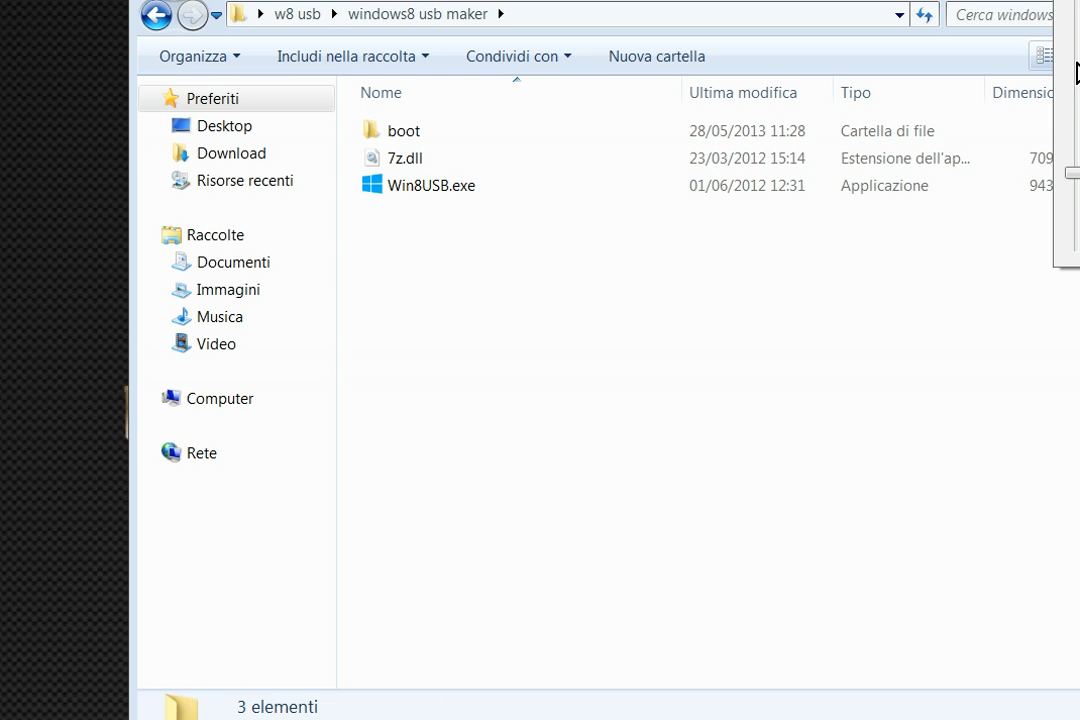 w8 usb windows8 usb maker Cerca windows
Organizza Includi nella raccolta Condividi con Nuova cartella
Nome Ultima modifica Tipo
Preferiti
Desktop
Download
Risorse recenti
Raccolte
Documenti
Immagini
Musica
Video
Computer
Rete
boot 28/05/2013 11:28 Cartella di file
7z.dll 23/03/2012 15:14 Estensione dell'ap... 709
Win8USB.exe 01/06/2012 12:31 Applicazione 943
3 elementi